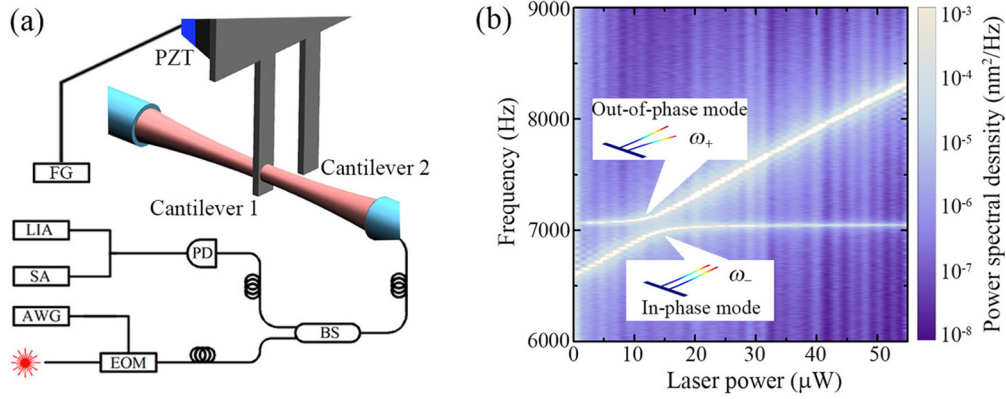 (a)
PZT
FG
Cantilever 2
Cantilever 1
LIA
PD
SA
AWG
BS
EOM
(b)
9000
8000
7000
6000
Frequency (Hz)
Out-of-phase mode
ω₊
ω₋
In-phase mode
0
10
20
30
40
50
Laser power (μW)
10⁻³
10⁻⁴
10⁻⁵
10⁻⁶
10⁻⁷
10⁻⁸
Power spectral desnsity (nm²/Hz)